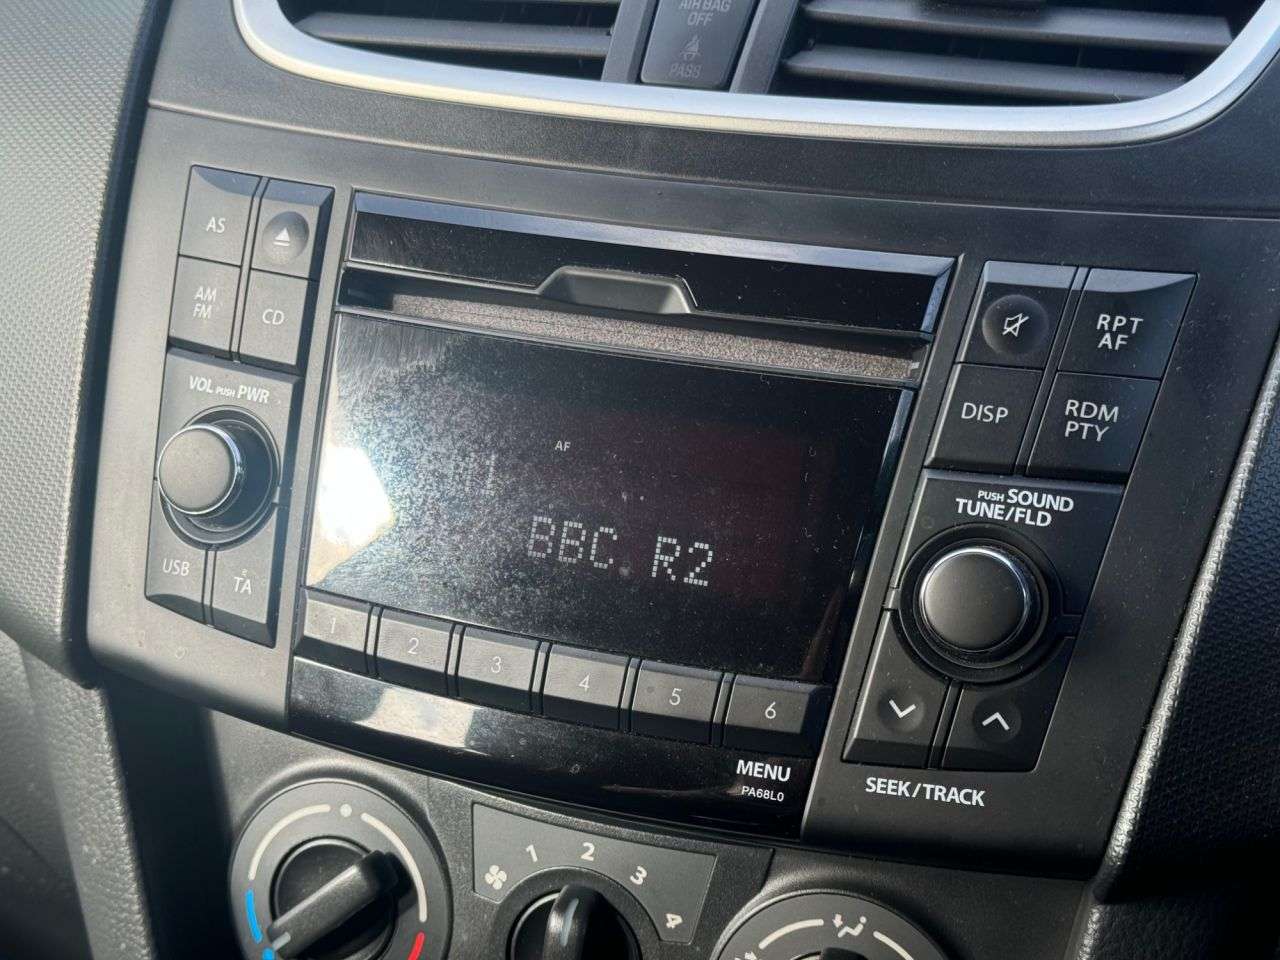 AIR BAG
OFF
PASS
AS
AM
FM
CD
VOL PUSH PWR
USB
TA
RPT
AF
DISP
RDM
PTY
PUSH SOUND
TUNE/FLD
AF
BBC R2
1
2
3
4
5
6
MENU
PA68L0
SEEK/TRACK
1
2
3
4